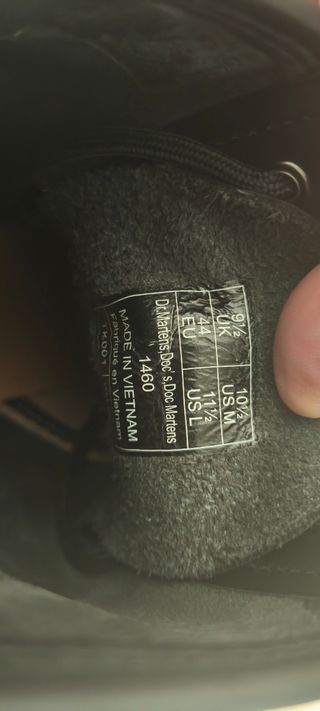 9½ 10½
UK US M
44 11½
EU US L
Dr.Martens,Doc's,Doc Martens
1460
MADE IN VIETNAM
Fabriqué en Vietnam
TK001